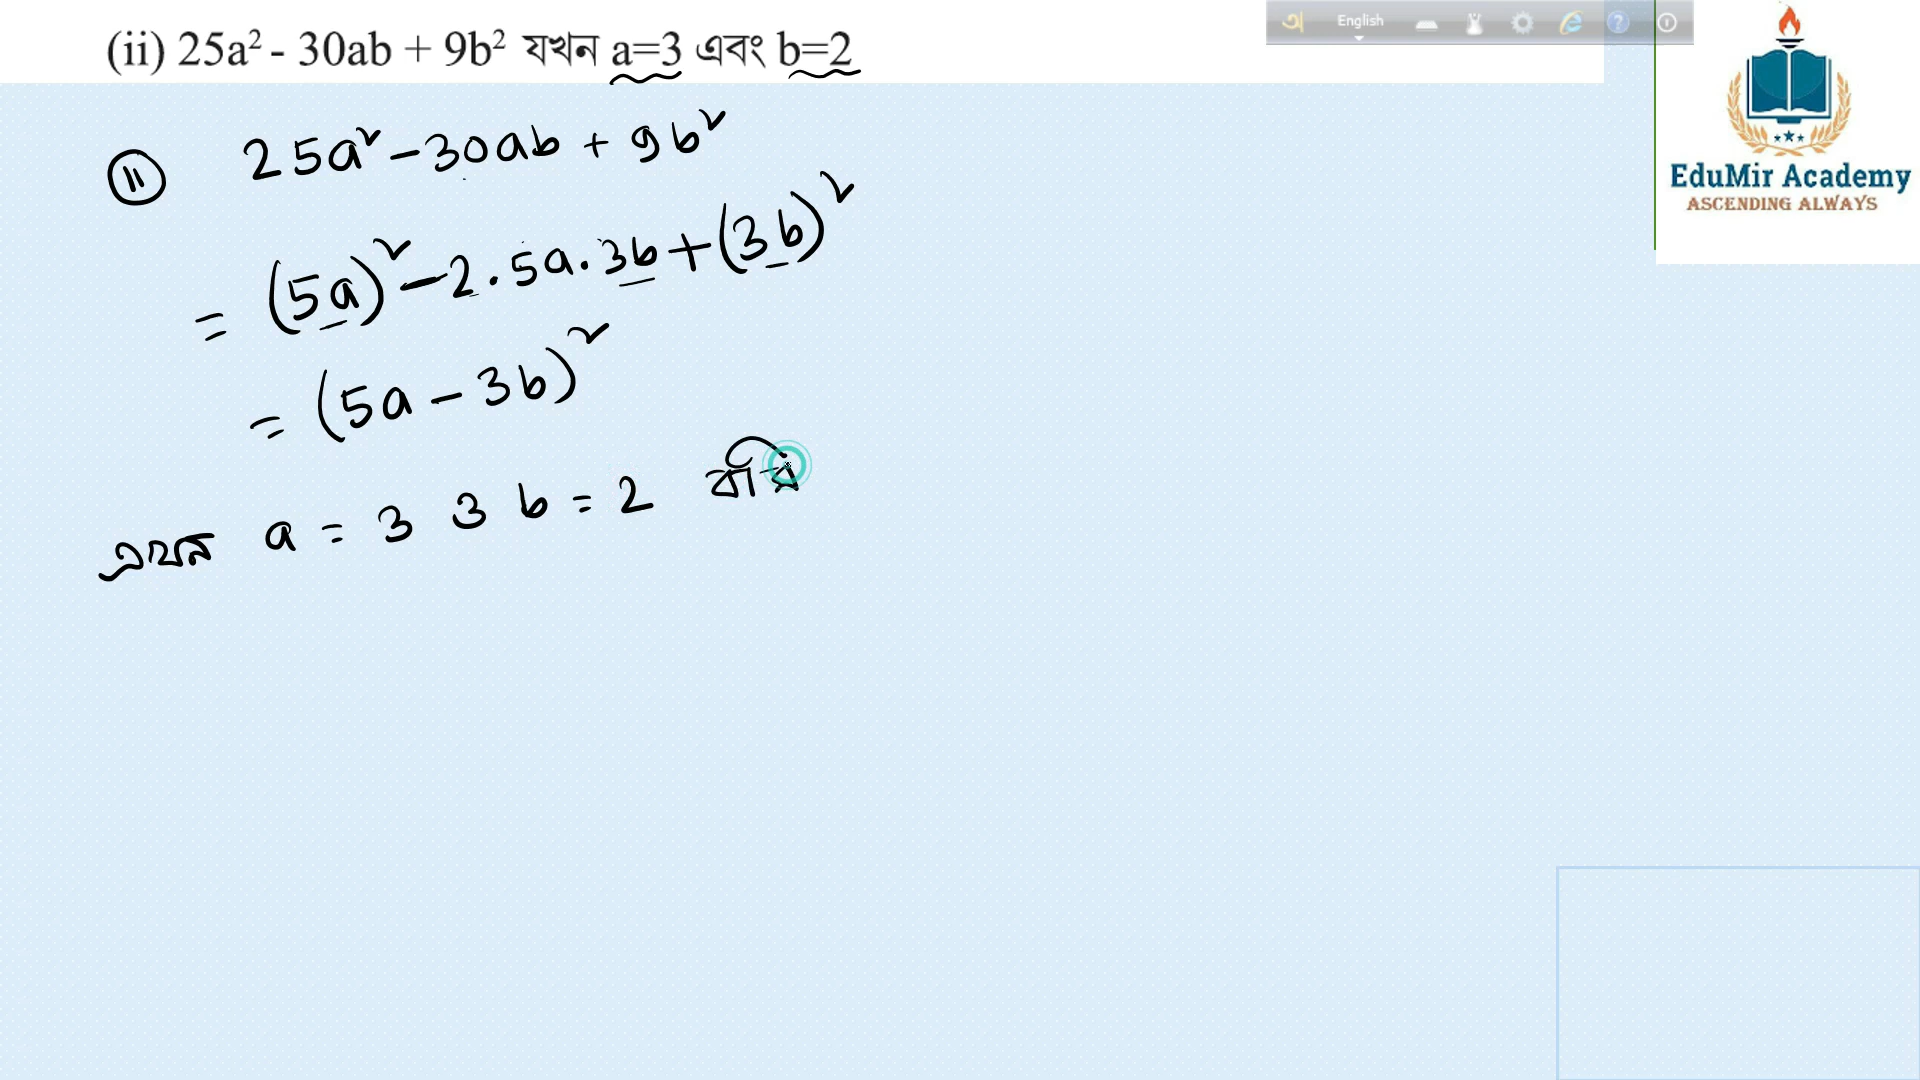 (ii) 25a² - 30ab + 9b² যখন a=3 এবং b=2
English
EduMir Academy
ASCENDING ALWAYS
(ii) 25a² - 30ab + 9b²
= (5a)² - 2.5a.3b + (3b)²
= (5a - 3b)²
এখন a = 3 ও b = 2